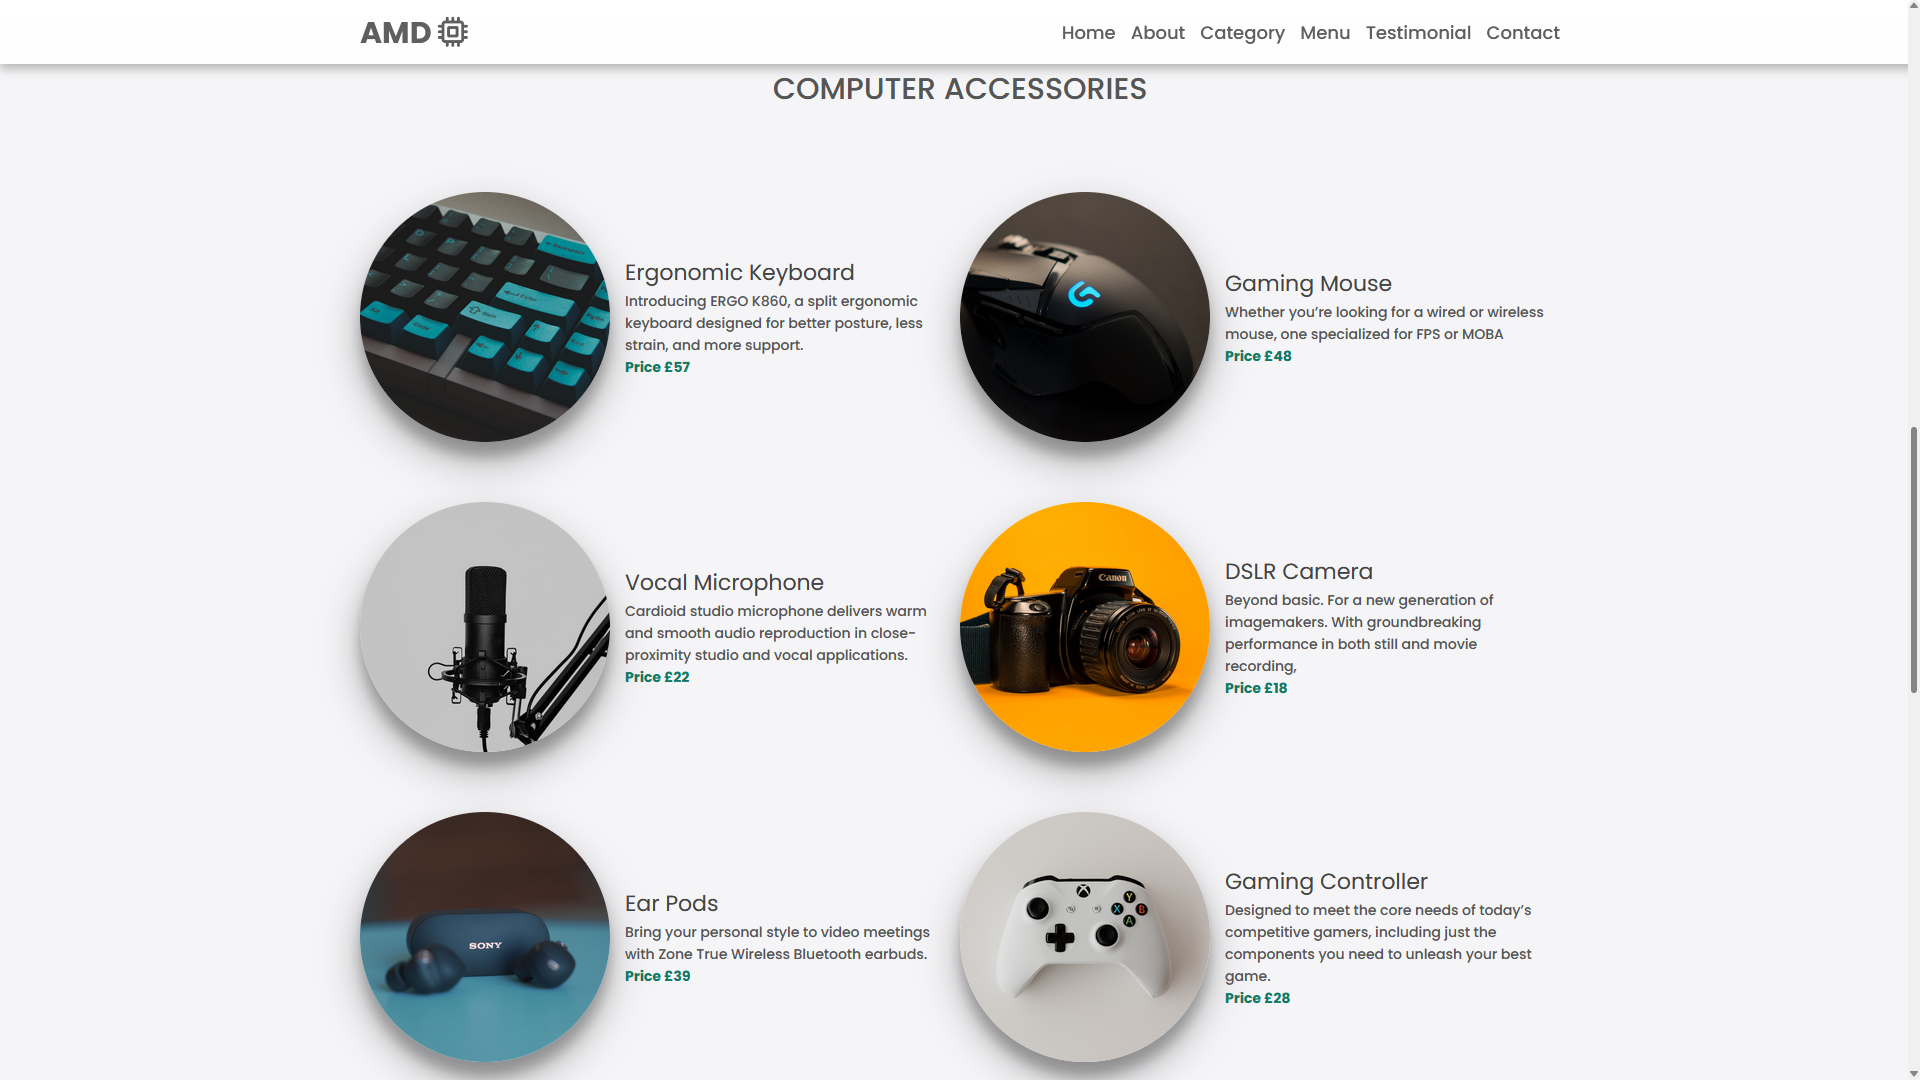 AMD
Home About Category Menu Testimonial Contact
COMPUTER ACCESSORIES
Ergonomic Keyboard
Introducing ERGO K860, a split ergonomic
keyboard designed for better posture, less
strain, and more support.
Price £57
Gaming Mouse
Whether you’re looking for a wired or wireless
mouse, one specialized for FPS or MOBA
Price £48
Vocal Microphone
Cardioid studio microphone delivers warm
and smooth audio reproduction in close-
proximity studio and vocal applications.
Price £22
Canon
DSLR Camera
Beyond basic. For a new generation of
imagemakers. With groundbreaking
performance in both still and movie
recording,
Price £18
SONY
Ear Pods
Bring your personal style to video meetings
with Zone True Wireless Bluetooth earbuds.
Price £39
Y
X B
A
Gaming Controller
Designed to meet the core needs of today’s
competitive gamers, including just the
components you need to unleash your best
game.
Price £28